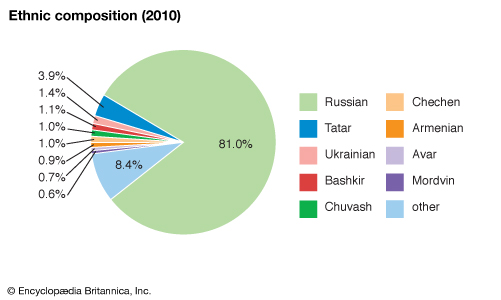 Ethnic composition (2010)
3.9%
1.4%
1.1%
1.0%
1.0%
0.9%
0.7%
0.6%
81.0%
8.4%
Russian
Tatar
Ukrainian
Bashkir
Chuvash
Chechen
Armenian
Avar
Mordvin
other
© Encyclopædia Britannica, Inc.